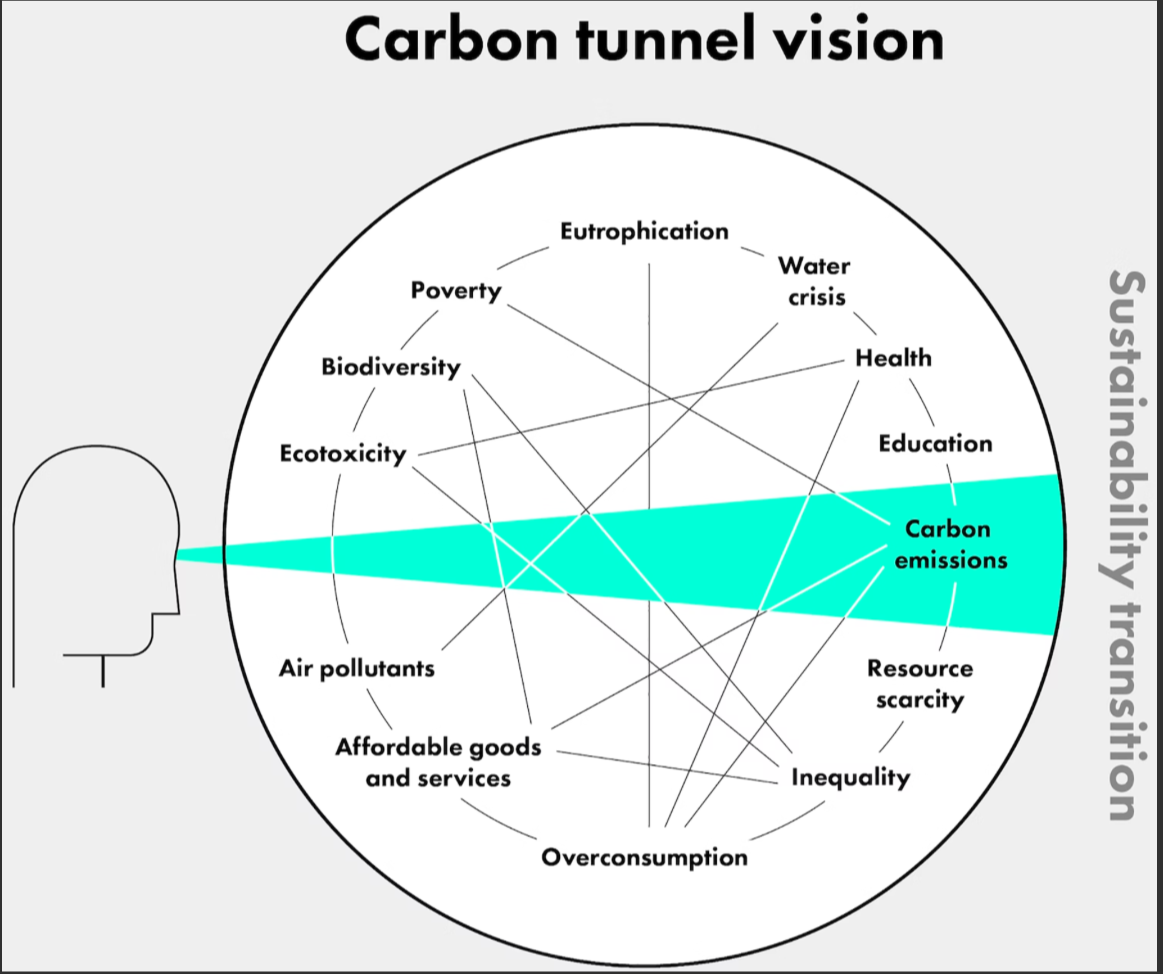 Carbon tunnel vision
Eutrophication
Water
crisis
Poverty
Health
Biodiversity
Education
Ecotoxicity
Carbon
emissions
Air pollutants
Resource
scarcity
Affordable goods
and services
Inequality
Overconsumption
Sustainability transition